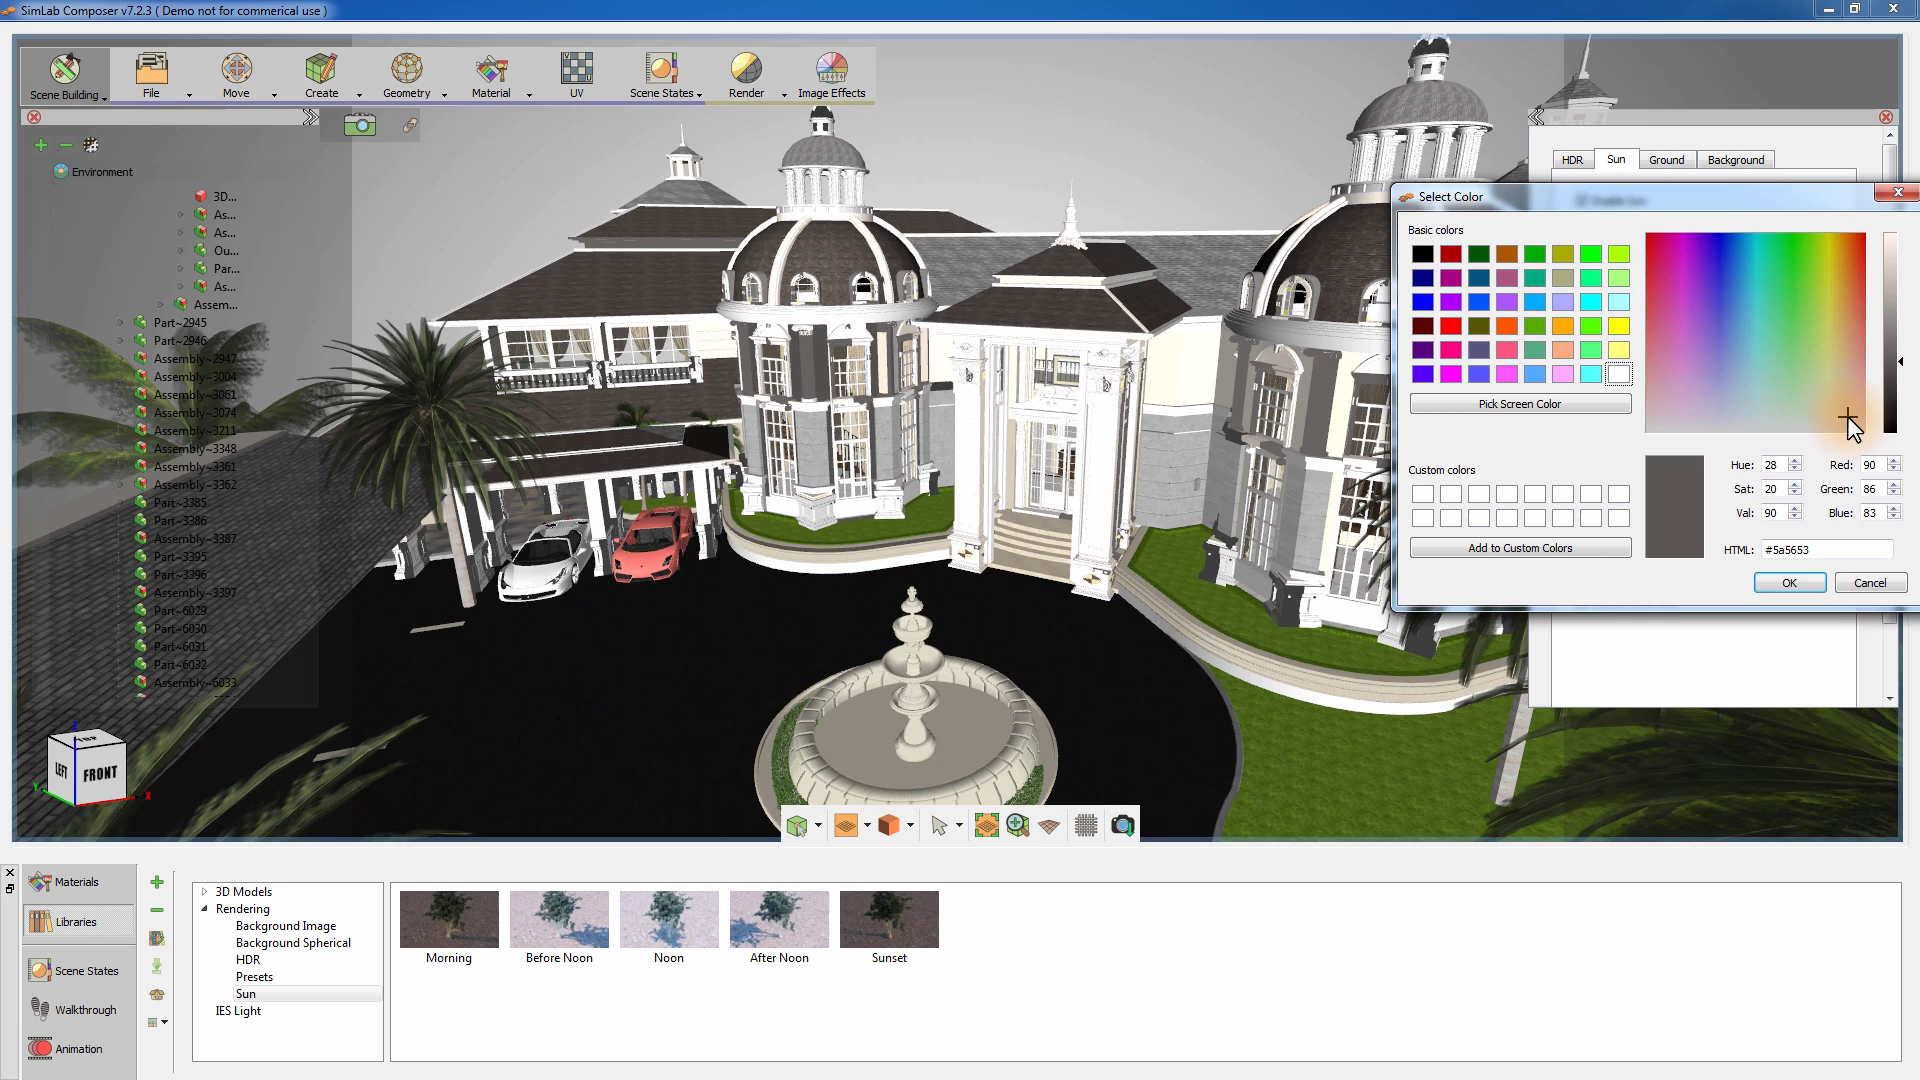 SimLab Composer v7.2.3 ( Demo not for commerical use )
Scene Building
File
Move
Create
Geometry
Material
UV
Scene States
Render
Image Effects
Environment
3D...
As...
As...
Ou...
Par...
As...
Assem...
Part~2945
Part~2946
Assembly~2947
Assembly~3004
Assembly~3061
Assembly~3074
Assembly~3211
Assembly~3348
Assembly~3361
Assembly~3362
Part~3385
Part~3386
Assembly~3387
Part~3395
Part~3396
Assembly~3397
Part~6029
Part~6030
Part~6031
Part~6032
Assembly~6033
HDR
Sun
Ground
Background
Enable Sun
Select Color
Basic colors
Pick Screen Color
Custom colors
Add to Custom Colors
Hue: 28
Red: 90
Sat: 20
Green: 86
Val: 90
Blue: 83
HTML: #5a5653
OK
Cancel
TOP
LEFT
FRONT
Z
Y
X
Materials
Libraries
Scene States
Walkthrough
Animation
3D Models
Rendering
Background Image
Background Spherical
HDR
Presets
Sun
IES Light
Morning
Before Noon
Noon
After Noon
Sunset